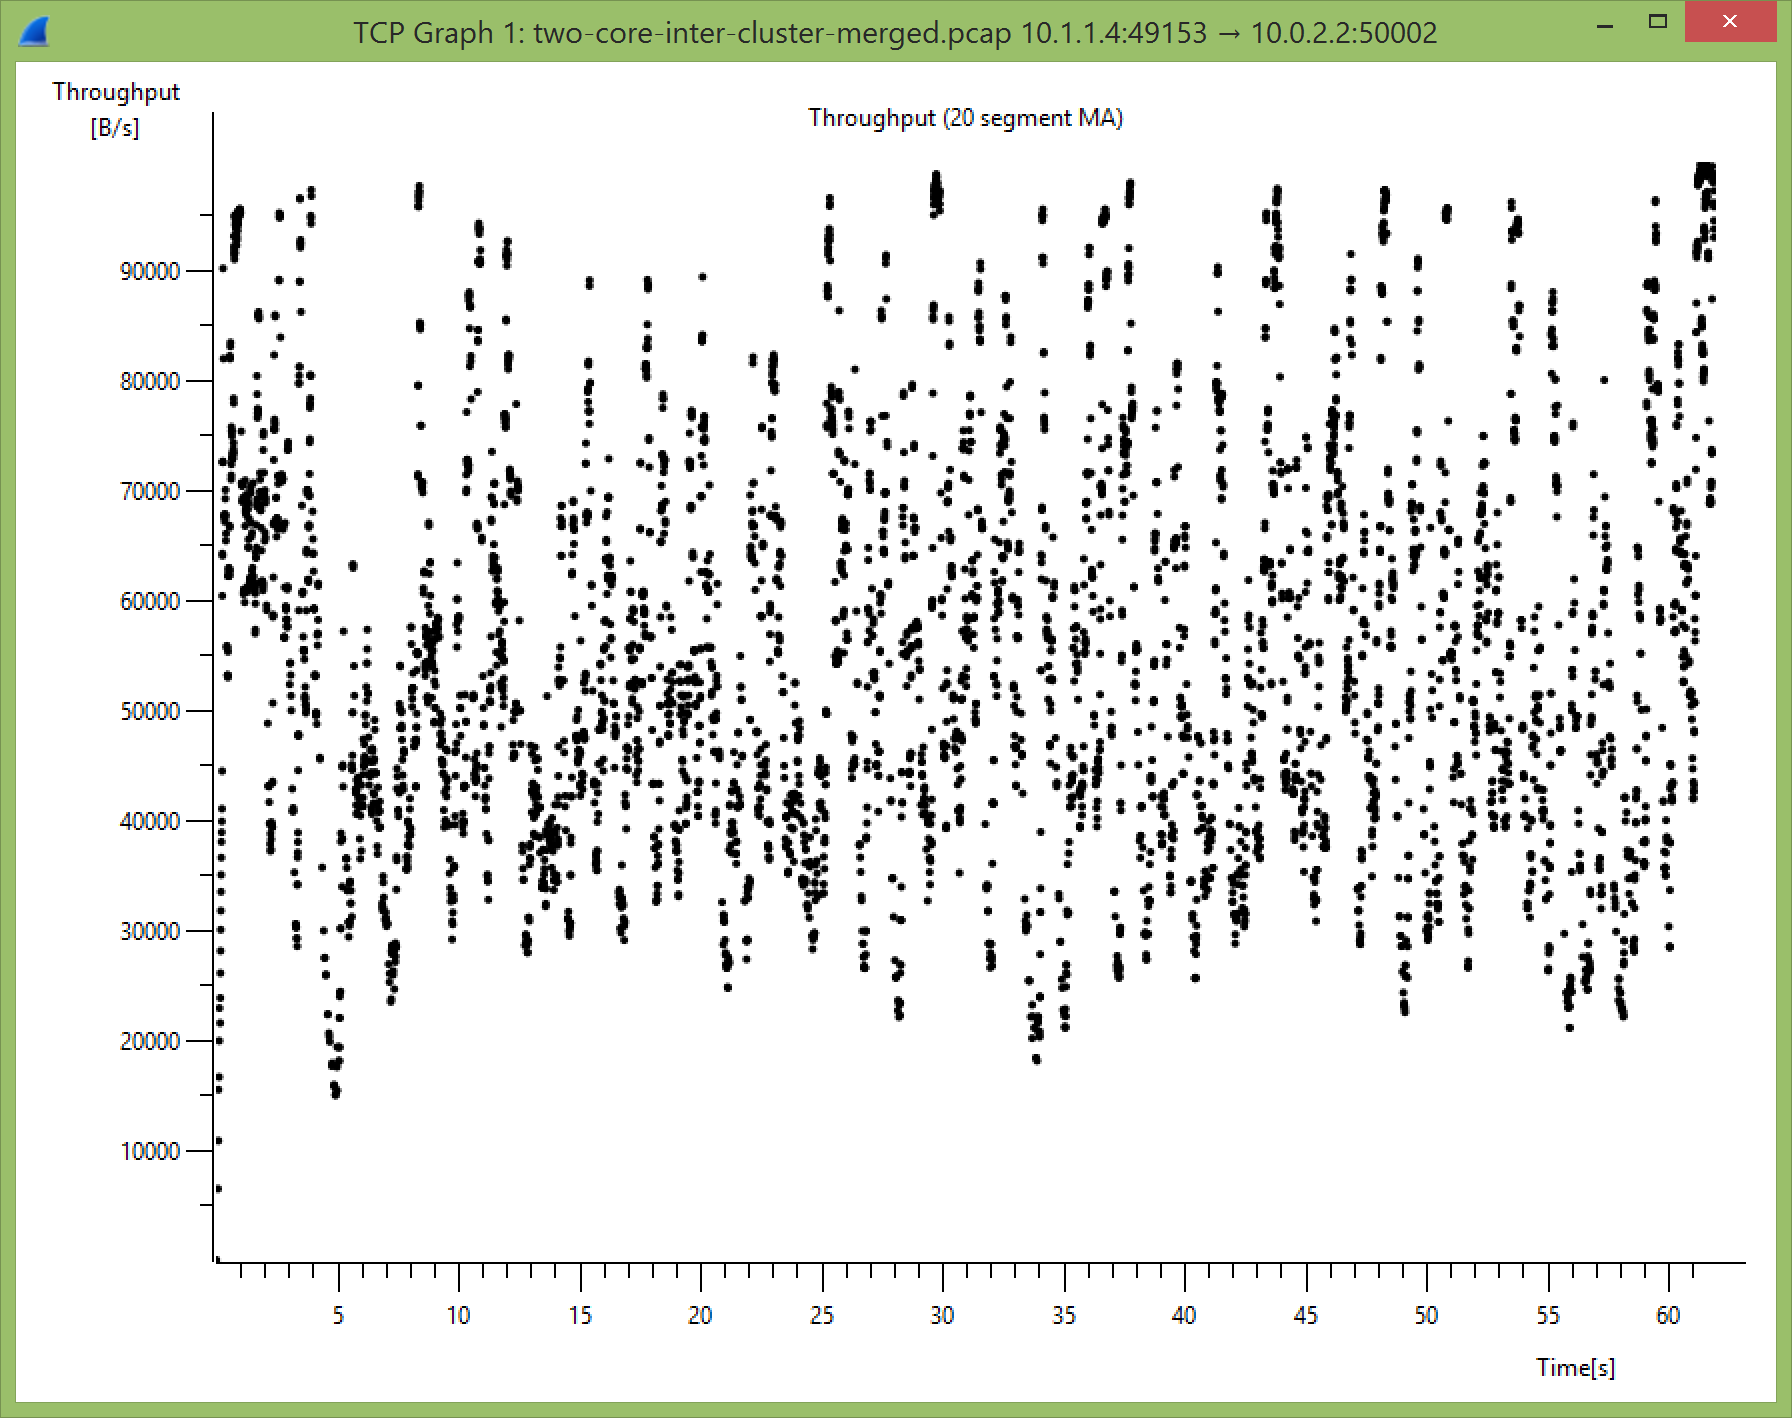 TCP Graph 1: two-core-inter-cluster-merged.pcap 10.1.1.4:49153 → 10.0.2.2:50002
Throughput
[B/s]
Throughput (20 segment MA)
90000
80000
70000
60000
50000
40000
30000
20000
10000
5 10 15 20 25 30 35 40 45 50 55 60
Time[s]